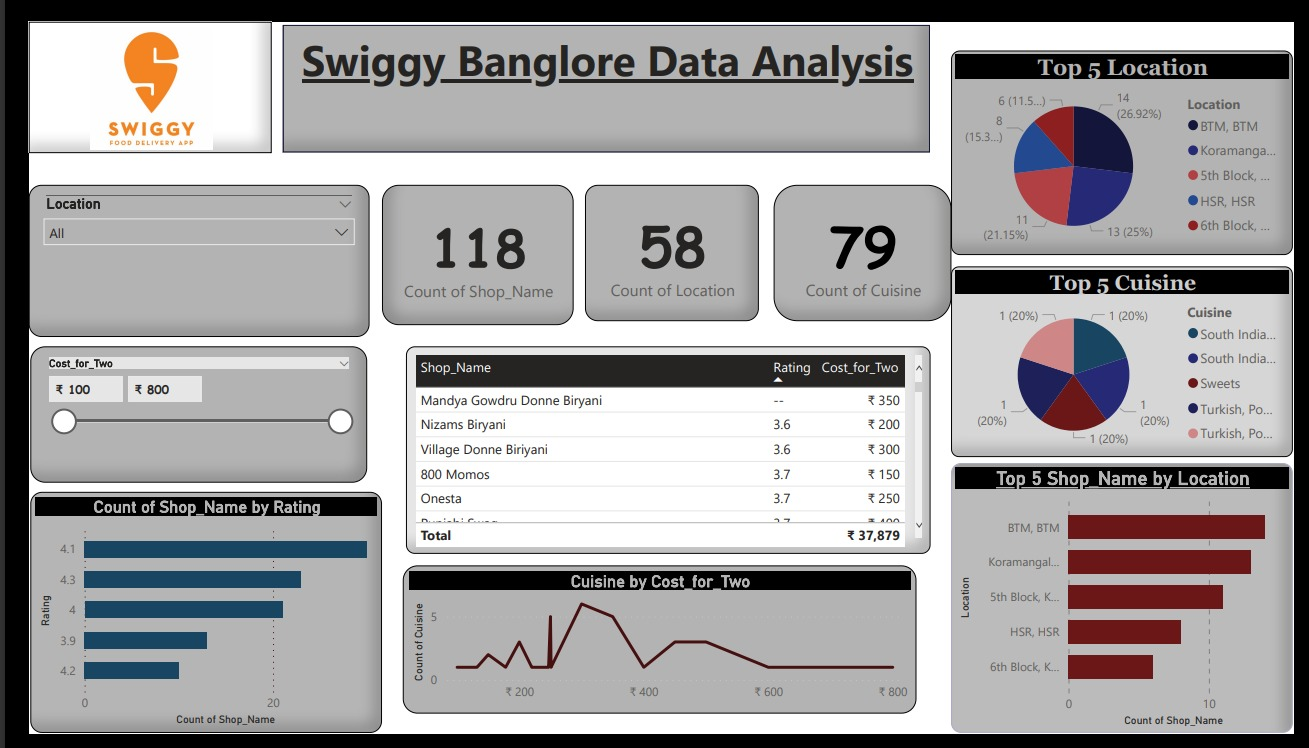 SWIGGY
FOOD DELIVERY APP
Swiggy Banglore Data Analysis
Location
All
118
Count of Shop_Name
58
Count of Location
79
Count of Cuisine
Cost_for_Two
₹ 100
₹ 800
Shop_Name Rating Cost_for_Two
Mandya Gowdru Donne Biryani -- ₹ 350
Nizams Biryani 3.6 ₹ 200
Village Donne Biriyani 3.6 ₹ 300
800 Momos 3.7 ₹ 150
Onesta 3.7 ₹ 250
Total ₹ 37,879
Count of Shop_Name by Rating
Rating
4.1
4.3
4
3.9
4.2
0 20
Count of Shop_Name
Cuisine by Cost_for_Two
Count of Cuisine
5
0
₹ 200 ₹ 400 ₹ 600 ₹ 800
Top 5 Location
6 (11.5...)
14
(26.92%)
8
(15.3...)
11
(21.15%)
13 (25%)
Location
BTM, BTM
Koramanga...
5th Block, ...
HSR, HSR
6th Block, ...
Top 5 Cuisine
1 (20%)
1 (20%)
1
(20%)
1
(20%)
1 (20%)
Cuisine
South India...
South India...
Sweets
Turkish, Po...
Turkish, Po...
Top 5 Shop_Name by Location
Location
BTM, BTM
Koramangal...
5th Block, K...
HSR, HSR
6th Block, K...
0 10
Count of Shop_Name